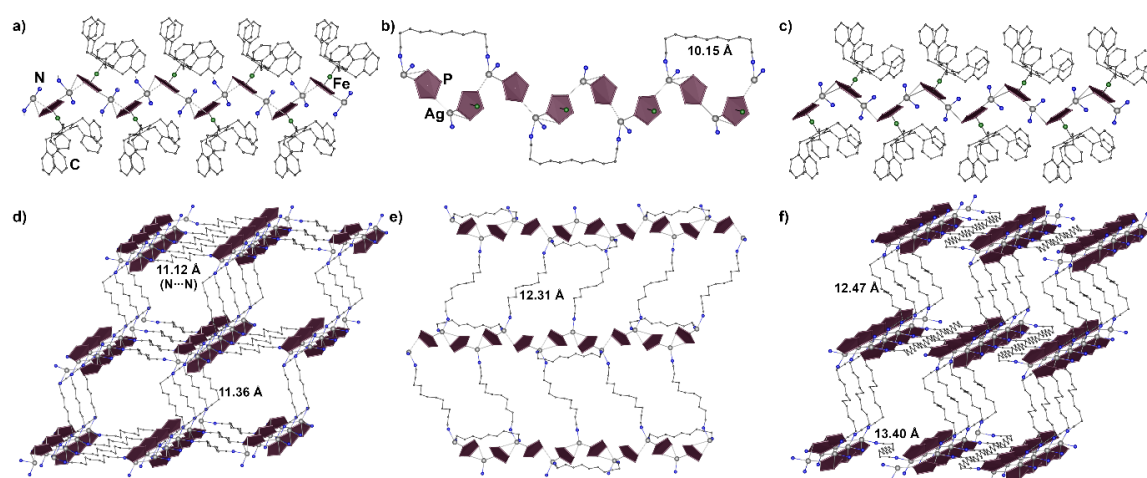 a)
N
Fe
C
b)
10.15 Å
P
Ag
c)
d)
11.12 Å
(N···N)
11.36 Å
e)
12.31 Å
f)
12.47 Å
13.40 Å